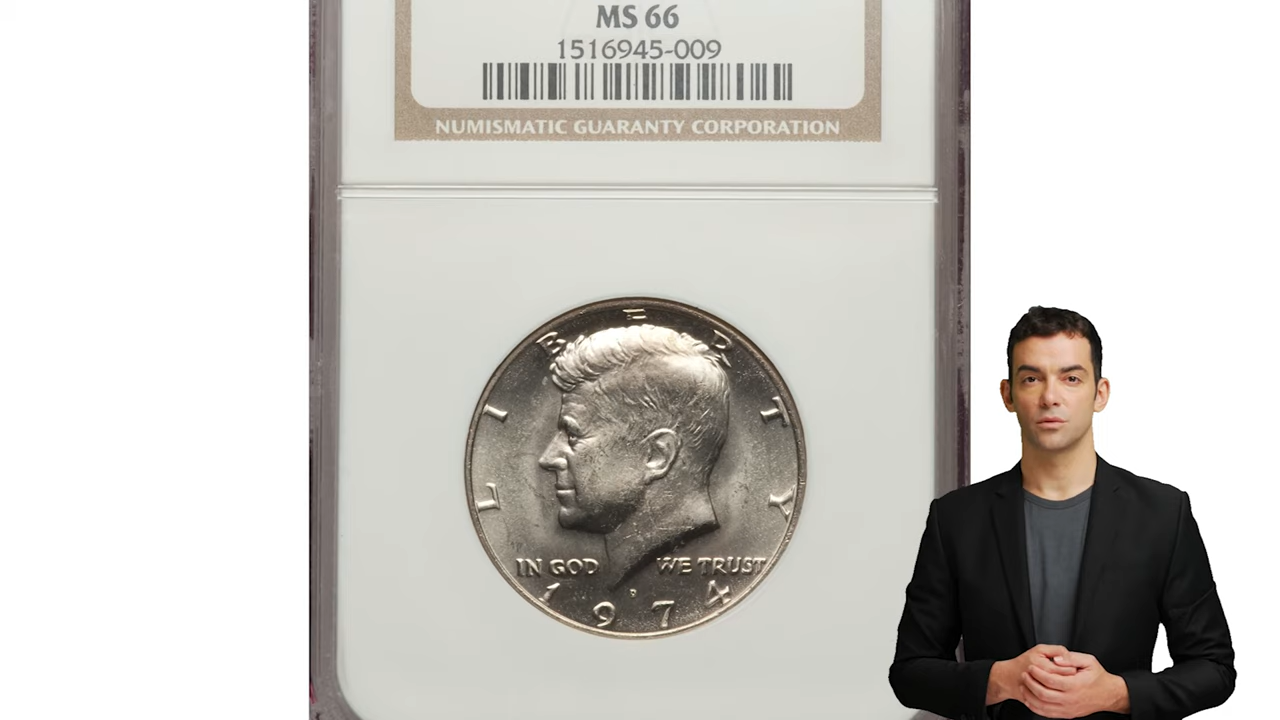 MS 66
1516945-009
NUMISMATIC GUARANTY CORPORATION
LIBERTY
IN GOD WE TRUST
D
1974